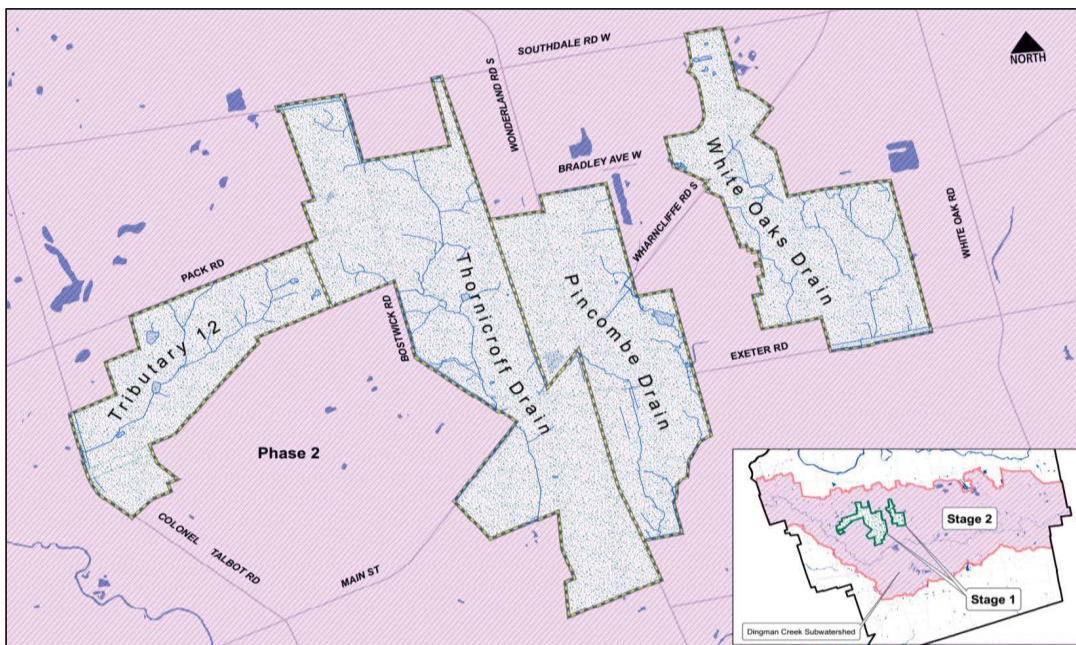 NORTH
SOUTHDALE RD W
WONDERLAND RD S
BRADLEY AVE W
WHARNCLIFFE RD S
White Oaks Drain
WHITE OAK RD
PACK RD
BOSTWICK RD
Thornicroff Drain
Pincombe Drain
EXETER RD
Tributary 12
Phase 2
COLONEL TALBOT RD
MAIN ST
Stage 2
Stage 1
Dingman Creek Subwatershed